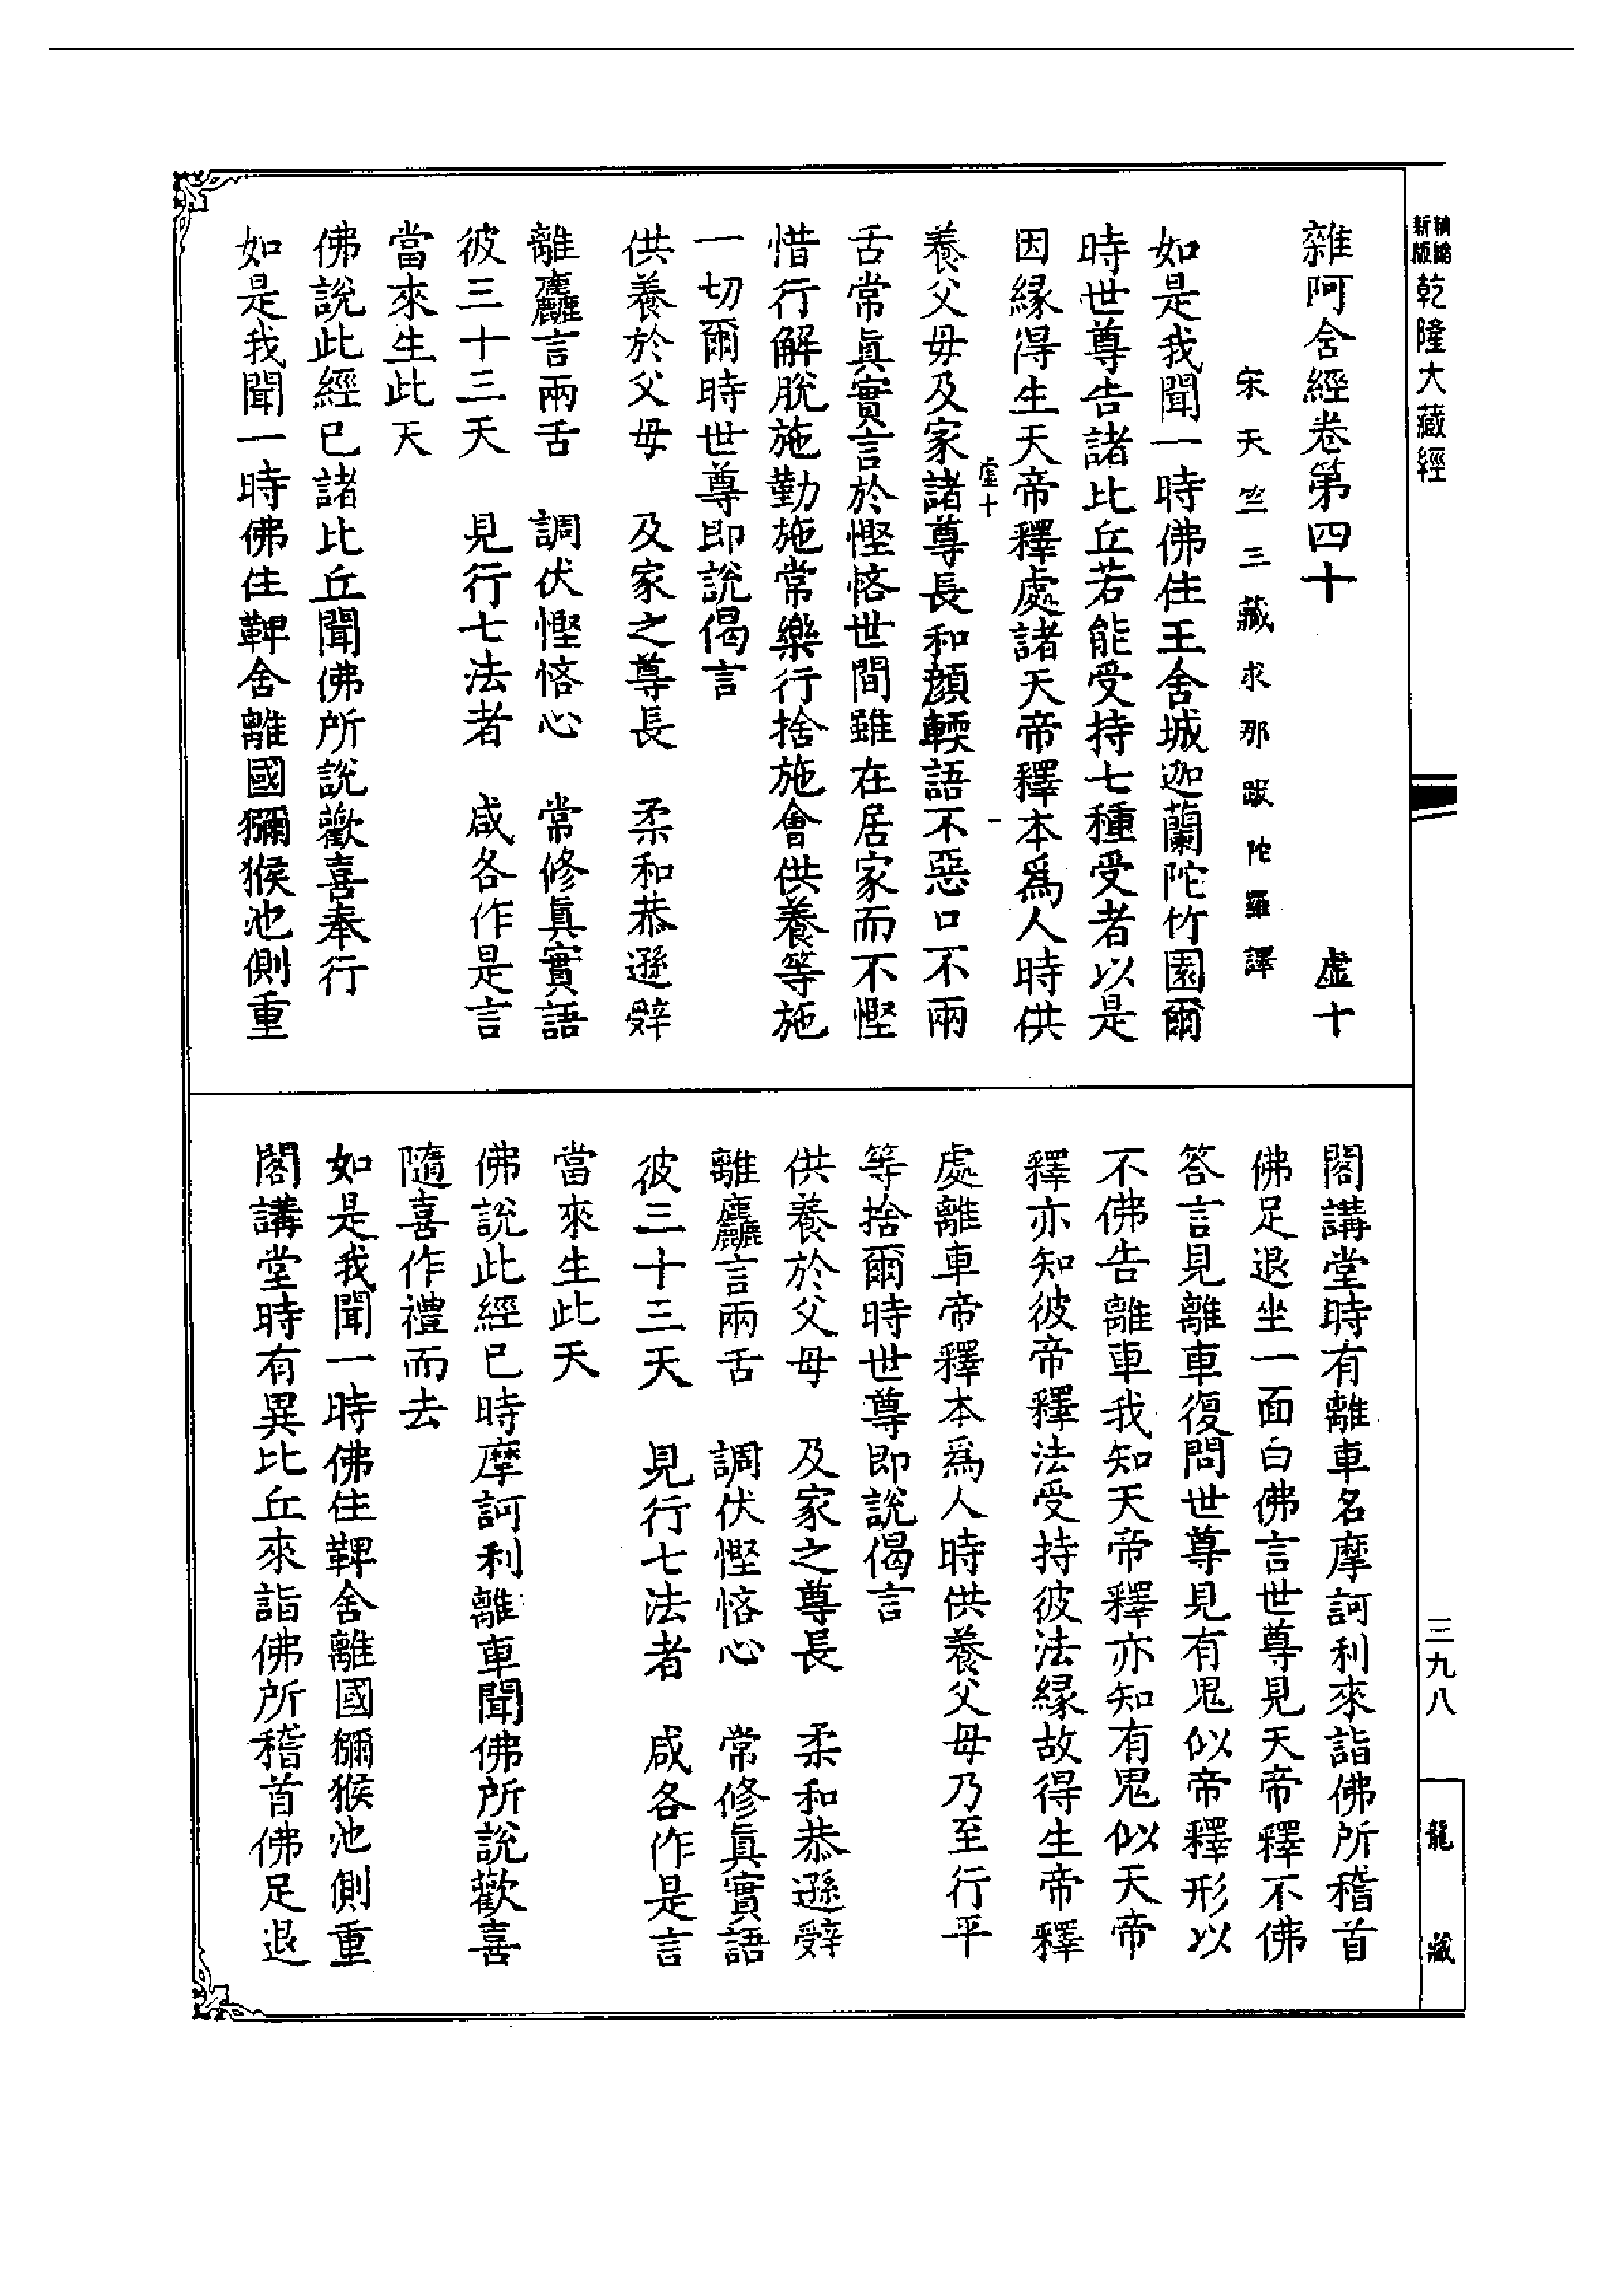 新版
精縮
乾隆大藏經
三九八
龍藏
雜阿含經卷第四十 虛十
宋天竺三藏求那跋陀羅譯
如是我聞一時佛住王舍城迦蘭陀竹園爾
時世尊告諸比丘若能受持七種受者以是
因緣得生天帝釋處諸天帝釋本爲人時供
虛十
養父母及家諸尊長和顏輭語不惡口不兩
舌常眞實言於慳悋世間雖在居家而不慳
惜行解脫施勤施常樂行捨施會供養等施
一切爾時世尊即說偈言
供養於父母 及家之尊長 柔和恭遜辤
離麤言兩舌 調伏慳悋心 常修眞實語
彼三十三天 見行七法者 咸各作是言
當來生此天
佛說此經已諸比丘聞佛所說歡喜奉行
如是我聞一時佛住鞞舍離國獼猴池側重
閣講堂時有離車名摩訶利來詣佛所稽首
佛足退坐一面白佛言世尊見天帝釋不佛
答言見離車復問世尊見有鬼似帝釋形以
不佛告離車我知天帝釋亦知有鬼似天帝
釋亦知彼帝釋法受持彼法緣故得生帝釋
處離車帝釋本爲人時供養父母乃至行平
等捨爾時世尊即說偈言
供養於父母 及家之尊長 柔和恭遜辤
離麤言兩舌 調伏慳悋心 常修眞實語
彼三十三天 見行七法者 咸各作是言
當來生此天
佛說此經已時摩訶利離車聞佛所說歡喜
隨喜作禮而去
如是我聞一時佛住鞞舍離國獼猴池側重
閣講堂時有異比丘來詣佛所稽首佛足退